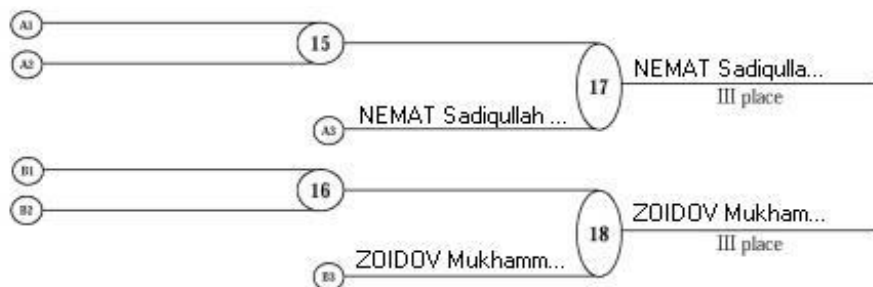 A1
15
A2
NEMAT Sadiqulla...
17
III place
A3
NEMAT Sadiqullah ...
B1
16
B2
ZOIDOV Mukham...
18
III place
B3
ZOIDOV Mukhamm...